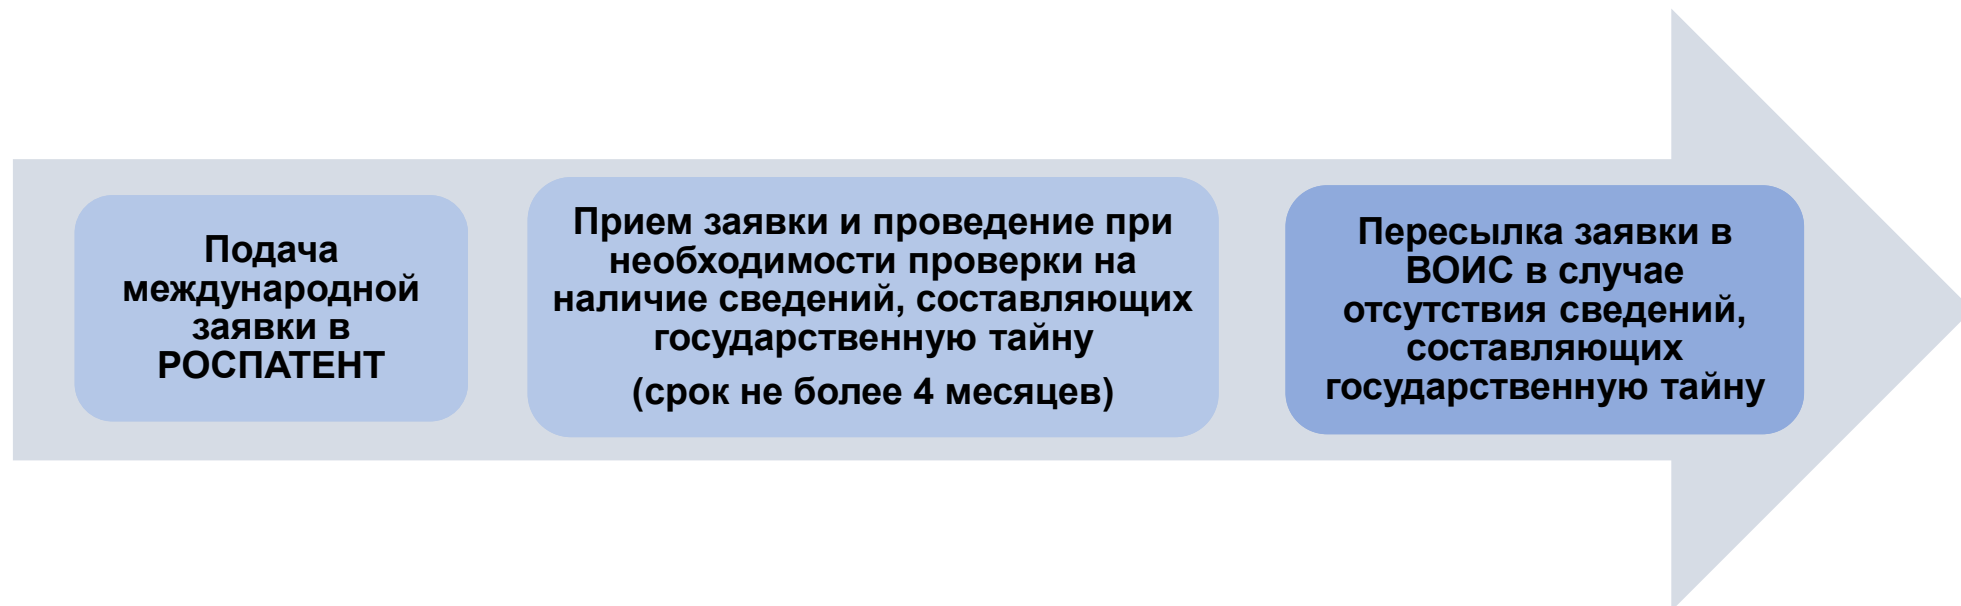 Подача
международной
заявки в
РОСПАТЕНТ
Прием заявки и проведение при
необходимости проверки на
наличие сведений, составляющих
государственную тайну
(срок не более 4 месяцев)
Пересылка заявки в
ВОИС в случае
отсутствия сведений,
составляющих
государственную тайну